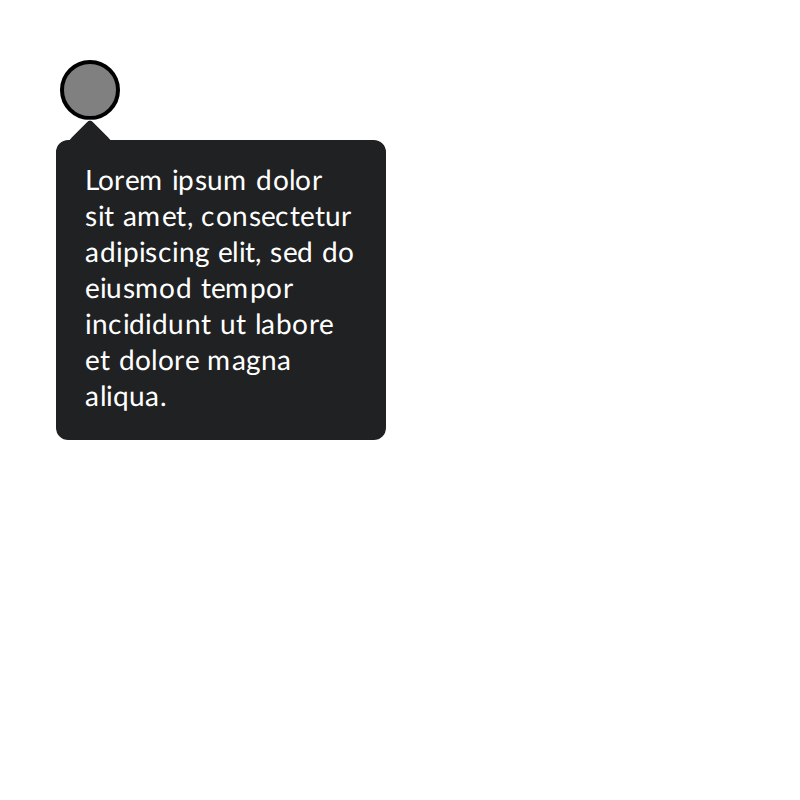 Lorem ipsum dolor
sit amet, consectetur
adipiscing elit, sed do
eiusmod tempor
incididunt ut labore
et dolore magna
aliqua.